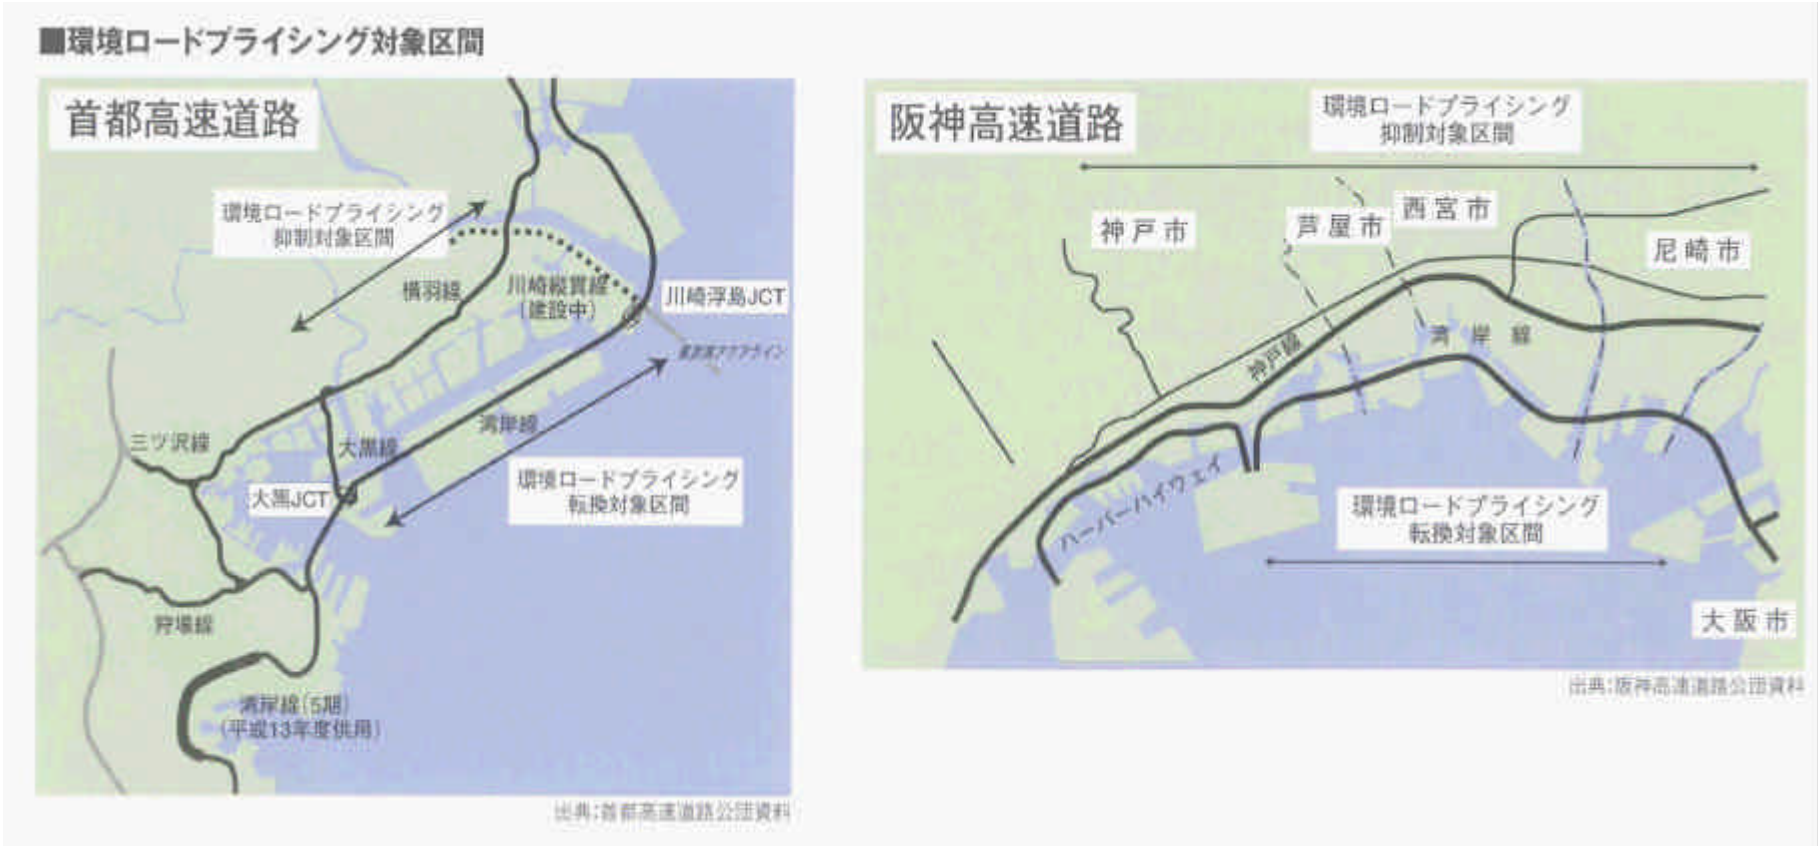 ■環境ロードプライシング対象区間
首都高速道路
環境ロードプライシング
抑制対象区間
横羽線
川崎縦貫線
(建設中)
川崎浮島JCT
東京湾アクアライン
湾岸線
三ツ沢線
大黒線
大黒JCT
環境ロードプライシング
転換対象区間
狩場線
湾岸線(5期)
(平成13年度供用)
出典:首都高速道路公団資料
阪神高速道路
環境ロードプライシング
抑制対象区間
神戸市
芦屋市
西宮市
尼崎市
神戸線
湾岸線
ハーバーハイウェイ
環境ロードプライシング
転換対象区間
大阪市
出典:阪神高速道路公団資料